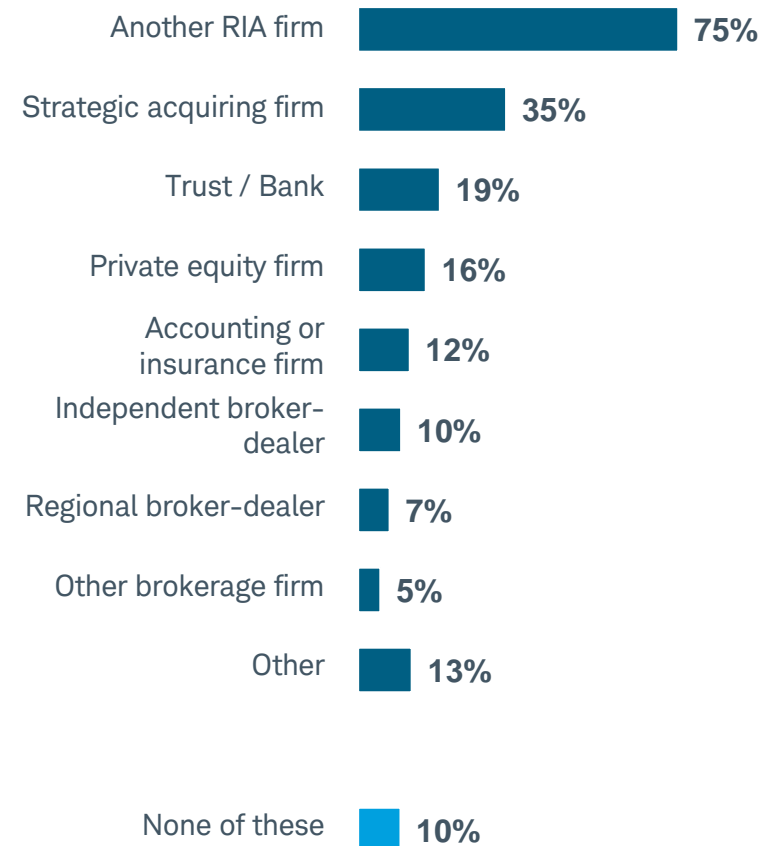 Another RIA firm 75%
Strategic acquiring firm 35%
Trust / Bank 19%
Private equity firm 16%
Accounting or
insurance firm 12%
Independent broker-
dealer 10%
Regional broker-dealer 7%
Other brokerage firm 5%
Other 13%
None of these 10%